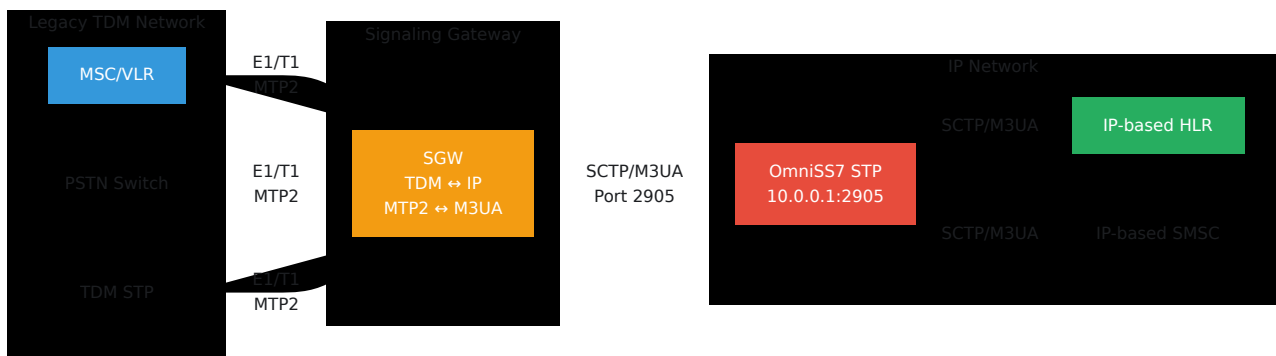 Legacy TDM Network
MSC/VLR
PSTN Switch
TDM STP
E1/T1
MTP2
E1/T1
MTP2
E1/T1
MTP2
Signaling Gateway
SGW
TDM ↔ IP
MTP2 ↔ M3UA
SCTP/M3UA
Port 2905
IP Network
OmniSS7 STP
10.0.0.1:2905
SCTP/M3UA
IP-based HLR
SCTP/M3UA
IP-based SMSC